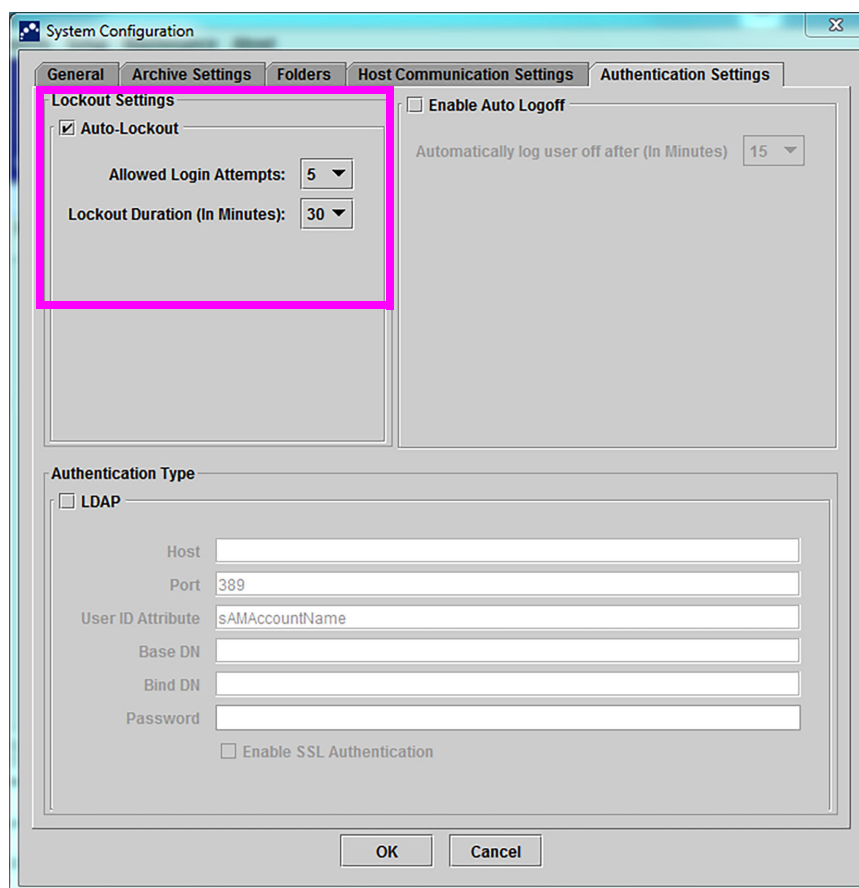 System Configuration
General Archive Settings Folders Host Communication Settings Authentication Settings
Lockout Settings
Auto-Lockout
Allowed Login Attempts: 5
Lockout Duration (In Minutes): 30
Enable Auto Logoff
Automatically log user off after (In Minutes) 15
Authentication Type
LDAP
Host
Port 389
User ID Attribute sAMAccountName
Base DN
Bind DN
Password
Enable SSL Authentication
OK Cancel